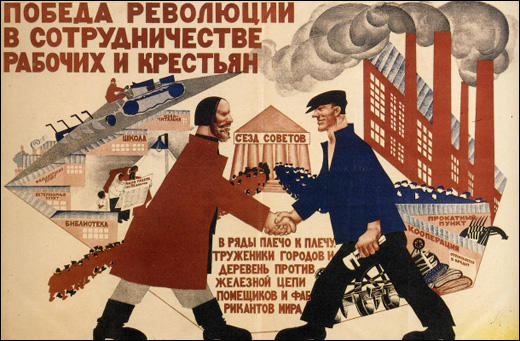 ПОБЕДА РЕВОЛЮЦИИ
В СОТРУДНИЧЕСТВЕ
РАБОЧИХ И КРЕСТЬЯН
ШКОЛА
С'ЕЗД СОВЕТОВ
БИБЛИОТЕКА
ПРОКАТНЫЙ
ПУНКТ
КООПЕРАЦИЯ
В РЯДЫ ПЛЕЧО К ПЛЕЧУ
ТРУЖЕНИКИ ГОРОДОВ И
ДЕРЕВЕНЬ ПРОТИВ
ЖЕЛЕЗНОЙ ЦЕПИ
ПОМЕЩИКОВ И ФАБ
РИКАНТОВ МИРА